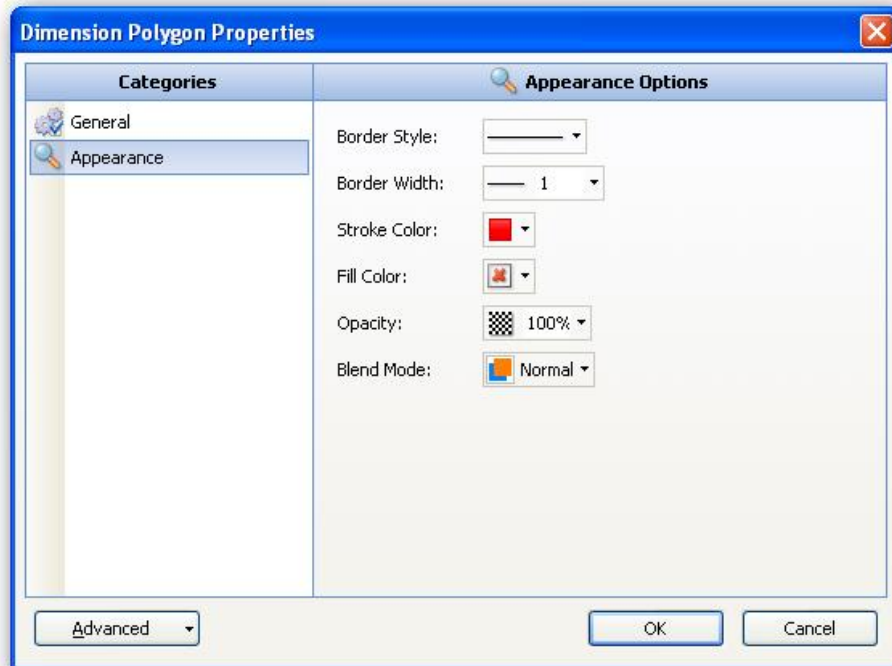 Dimension Polygon Properties
Categories
Appearance Options
General
Appearance
Border Style:
Border Width: 1
Stroke Color:
Fill Color:
Opacity: 100%
Blend Mode: Normal
Advanced OK Cancel